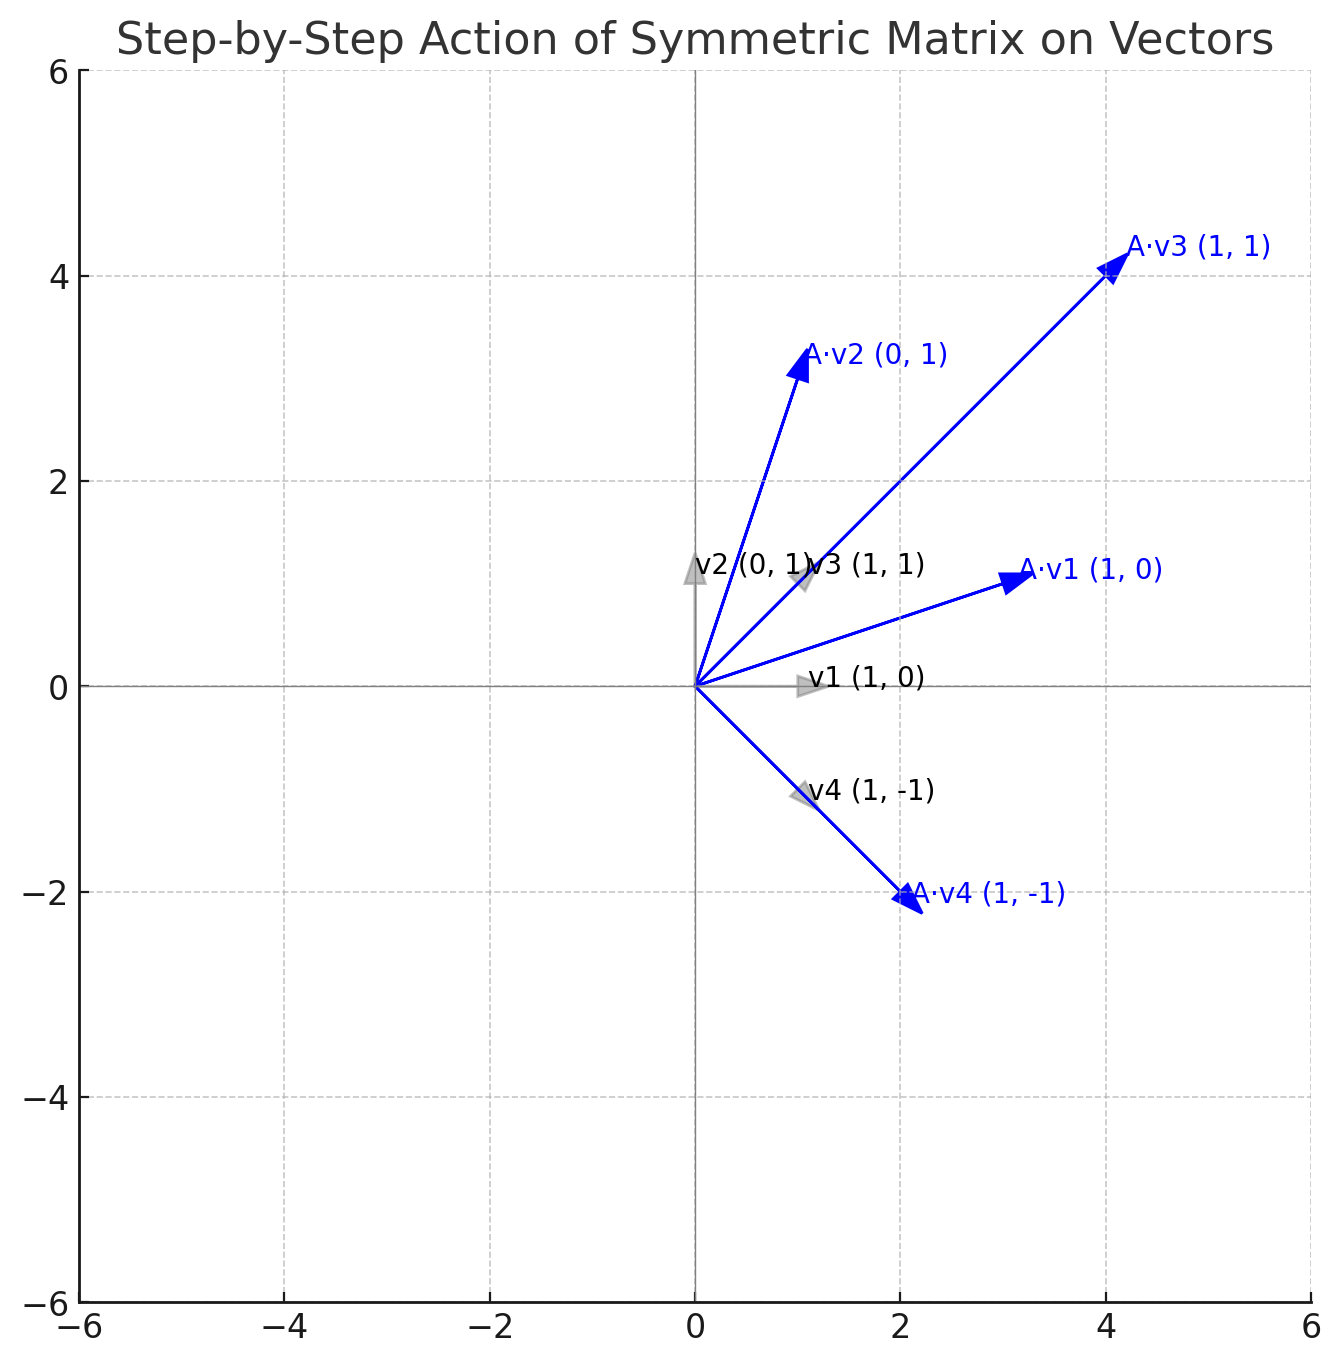 Step-by-Step Action of Symmetric Matrix on Vectors
6
A·v3 (1, 1)
4
A·v2 (0, 1)
2
v2 (0, 1)
v3 (1, 1)
A·v1 (1, 0)
v1 (1, 0)
0
v4 (1, -1)
−2
A·v4 (1, -1)
−4
−6
−6 −4 −2 0 2 4 6